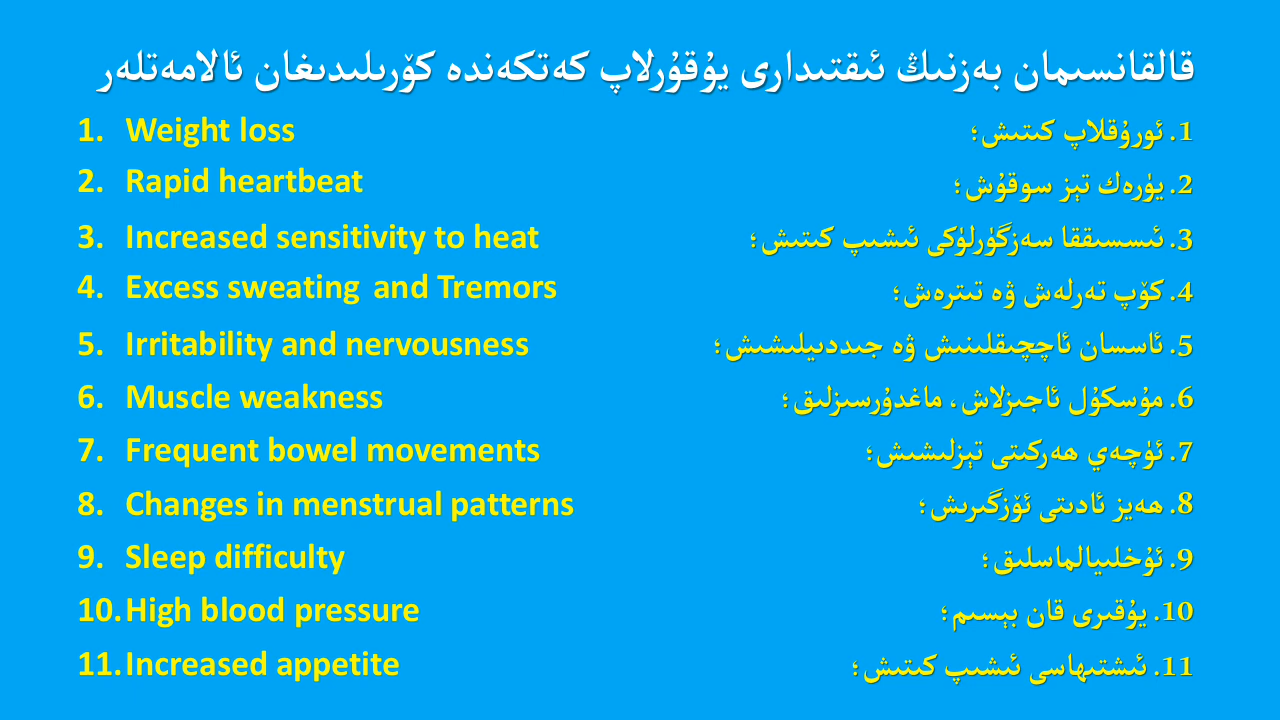 قالقانسىمان بەزنىڭ ئىقتىدارى يۇقۇرلاپ كەتكەندە كۆرىلىدىغان ئالامەتلەر
1. Weight loss
1. ئورۇقلاپ كىتىش؛
2. Rapid heartbeat
2. يۈرەك تېز سوقۇش؛
3. Increased sensitivity to heat
3. ئىسسىققا سەزگۈرلۈكى ئىشىپ كىتىش؛
4. Excess sweating and Tremors
4. كۆپ تەرلەش ۋە تىترەش؛
5. Irritability and nervousness
5. ئاسسان ئاچچىقلىنىش ۋە جىددىيلىشىش؛
6. Muscle weakness
6. مۇسكۇل ئاجىزلاش، ماغدۇرسىزلىق؛
7. Frequent bowel movements
7. ئۈچەي ھەركىتى تېزلىشىش؛
8. Changes in menstrual patterns
8. ھەيز ئادىتى ئۆزگىرىش؛
9. Sleep difficulty
9. ئۇخلىيالماسلىق؛
10. High blood pressure
10. يۇقىرى قان بېسىم؛
11. Increased appetite
11. ئىشتىھاسى ئىشىپ كىتىش؛